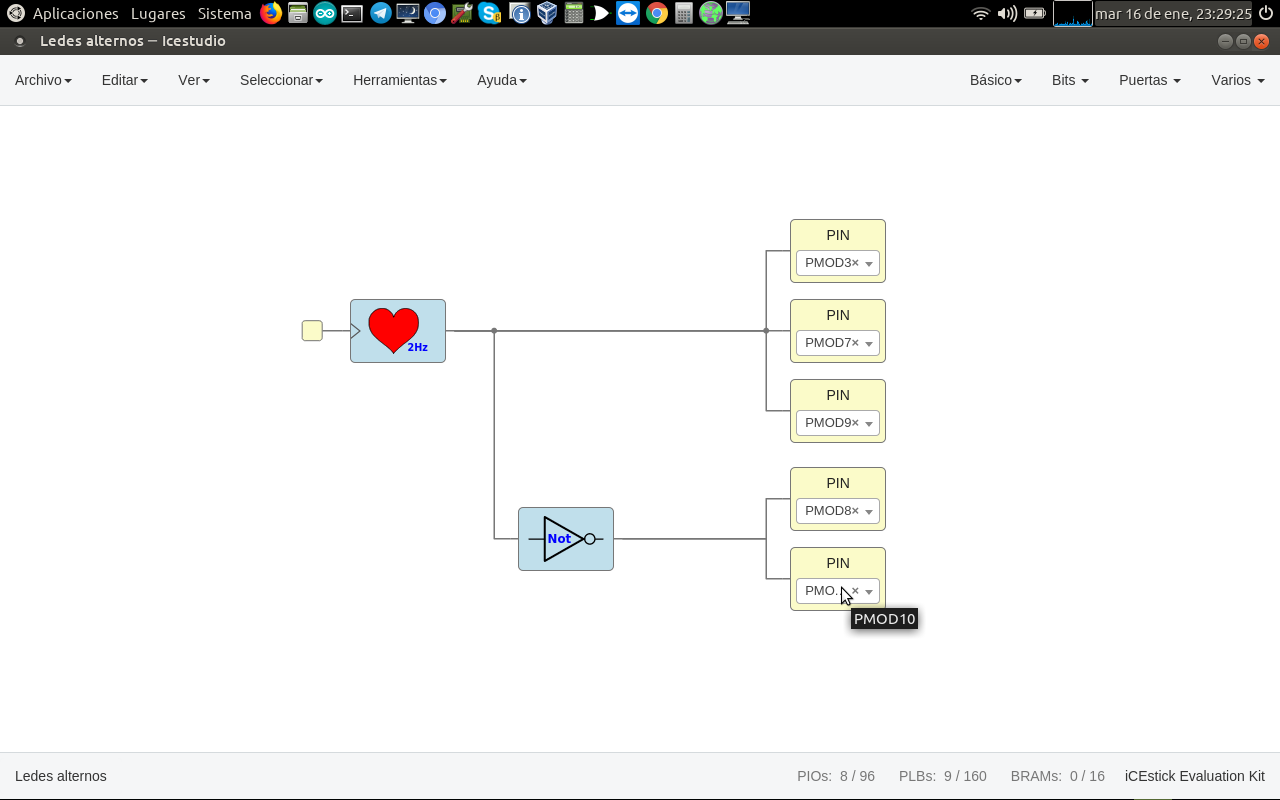 Aplicaciones Lugares Sistema
mar 16 de ene, 23:29:25
Ledes alternos — Icestudio
Archivo Editar Ver Seleccionar Herramientas Ayuda Básico Bits Puertas Varios
PIN
PMOD3×
2Hz
PIN
PMOD7×
PIN
PMOD9×
PIN
PMOD8×
Not
PIN
PMO...×
PMOD10
Ledes alternos PIOs: 8 / 96 PLBs: 9 / 160 BRAMs: 0 / 16 iCEstick Evaluation Kit